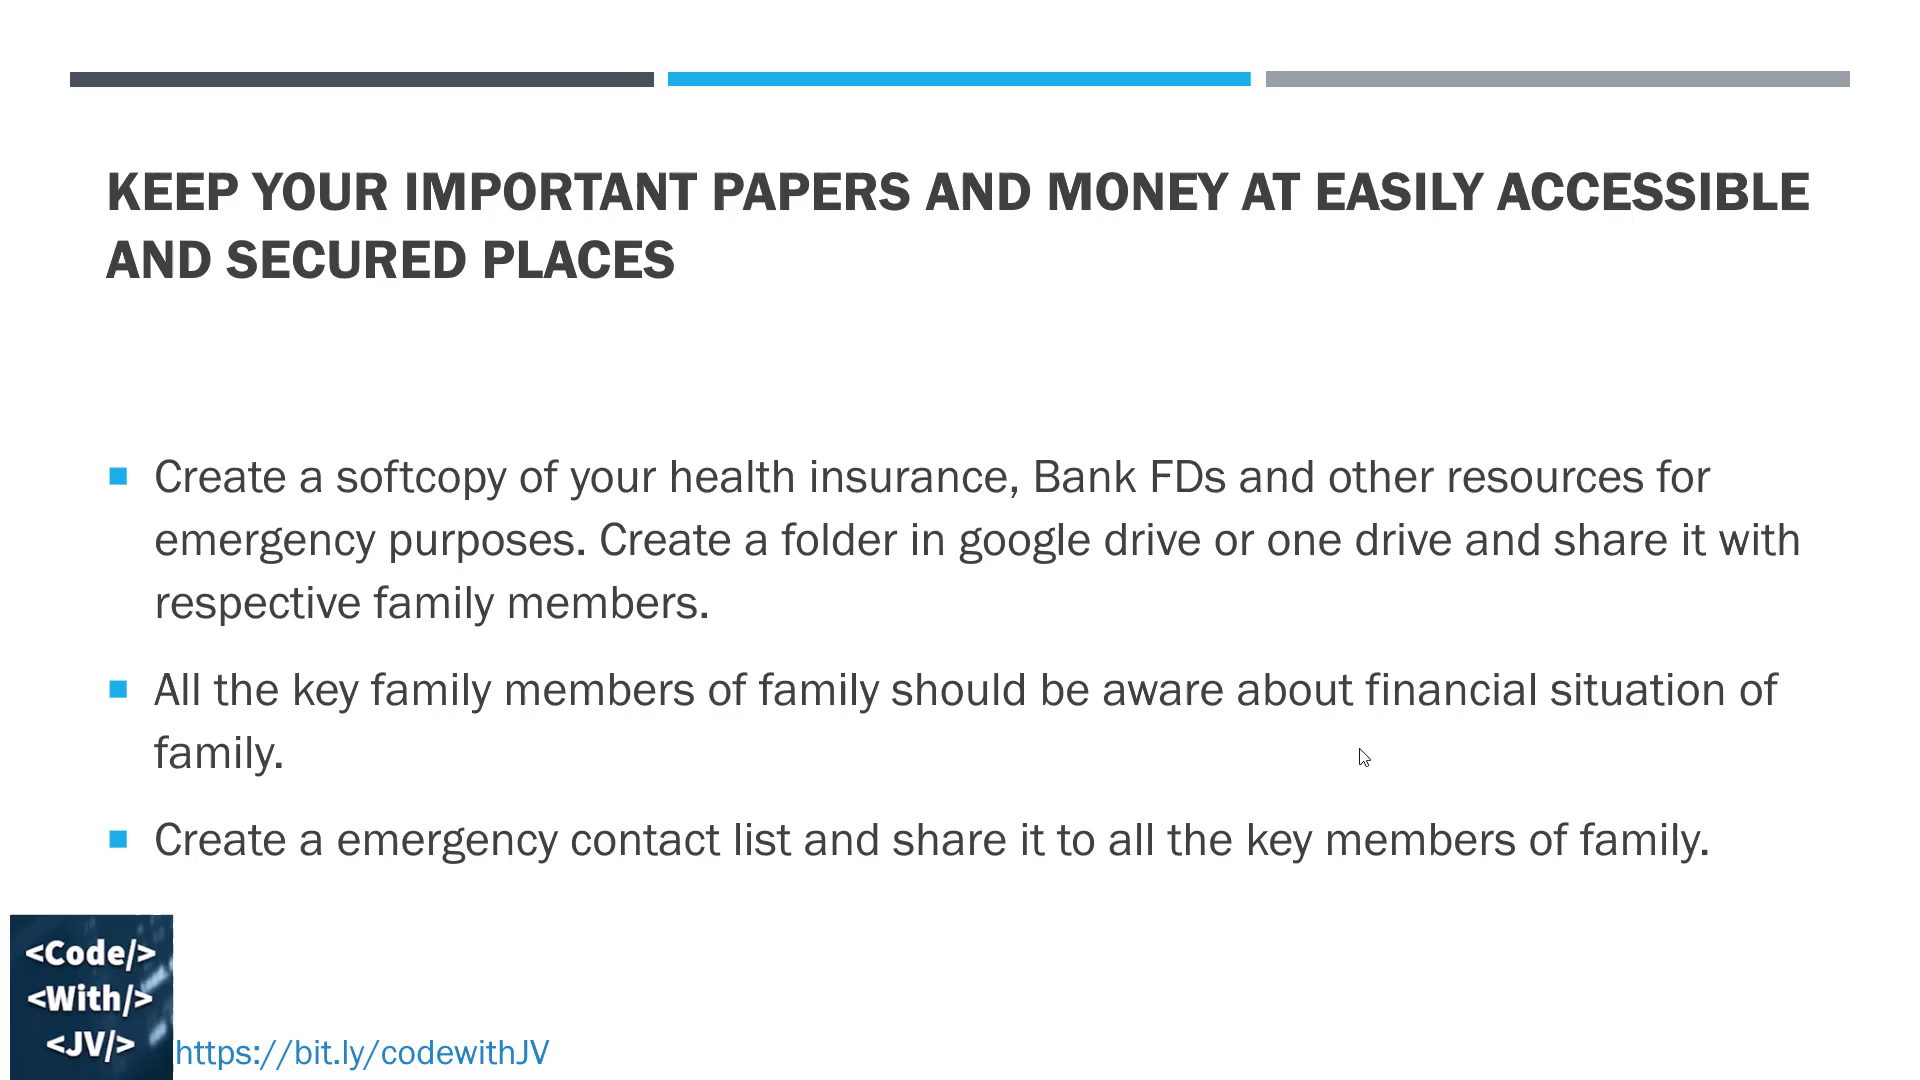 KEEP YOUR IMPORTANT PAPERS AND MONEY AT EASILY ACCESSIBLE
AND SECURED PLACES
Create a softcopy of your health insurance, Bank FDs and other resources for
emergency purposes. Create a folder in google drive or one drive and share it with
respective family members.
All the key family members of family should be aware about financial situation of
family.
Create a emergency contact list and share it to all the key members of family.
<Code/>
<With/>
<JV/>
https://bit.ly/codewithJV